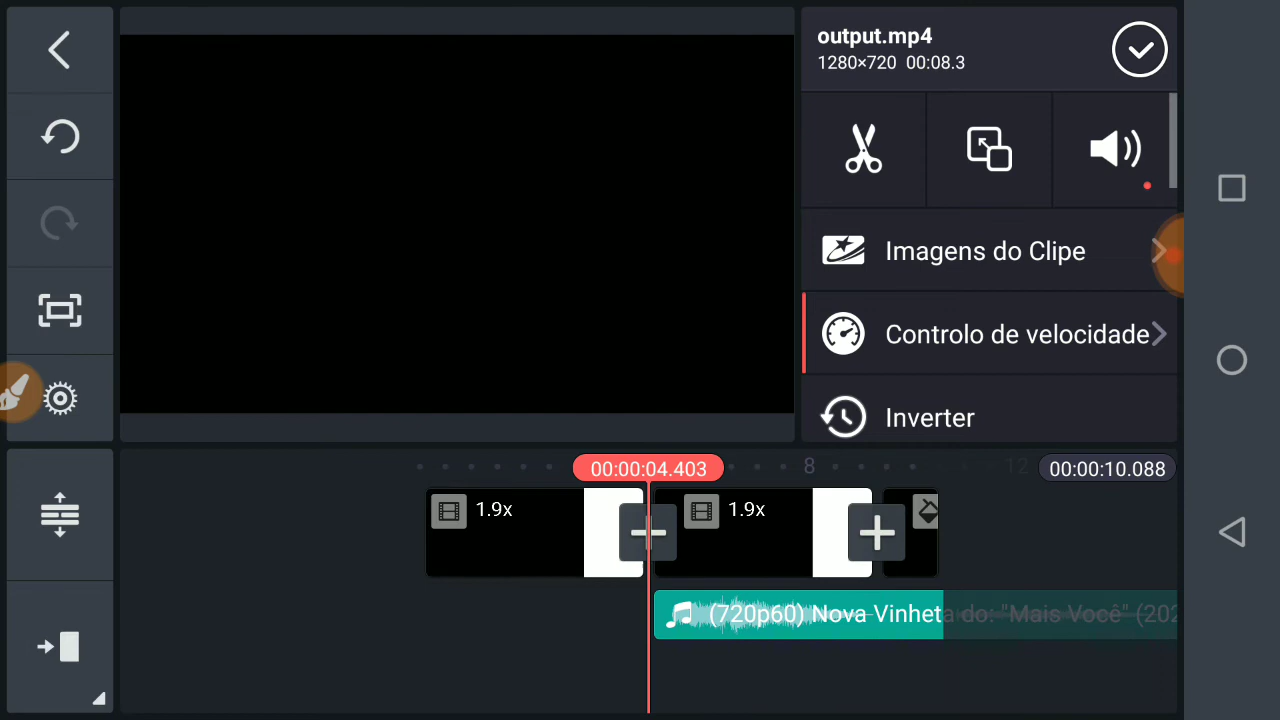 output.mp4
1280×720 00:08.3
Imagens do Clipe
Controlo de velocidade
Inverter
00:00:04.403
8
12
00:00:10.088
1.9x
1.9x
(720p60) Nova Vinheta do: "Mais Você" (202